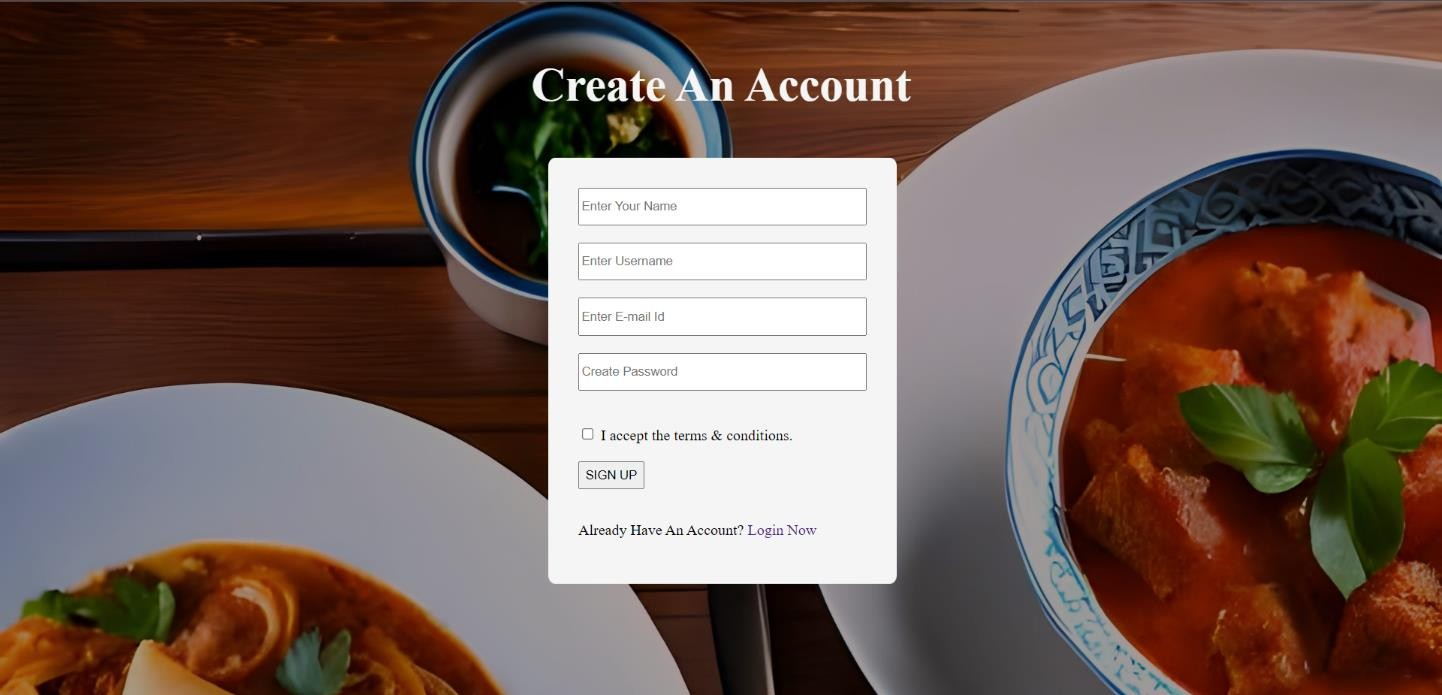 Create An Account
Enter Your Name
Enter Username
Enter E-mail Id
Create Password
I accept the terms & conditions.
SIGN UP
Already Have An Account? Login Now